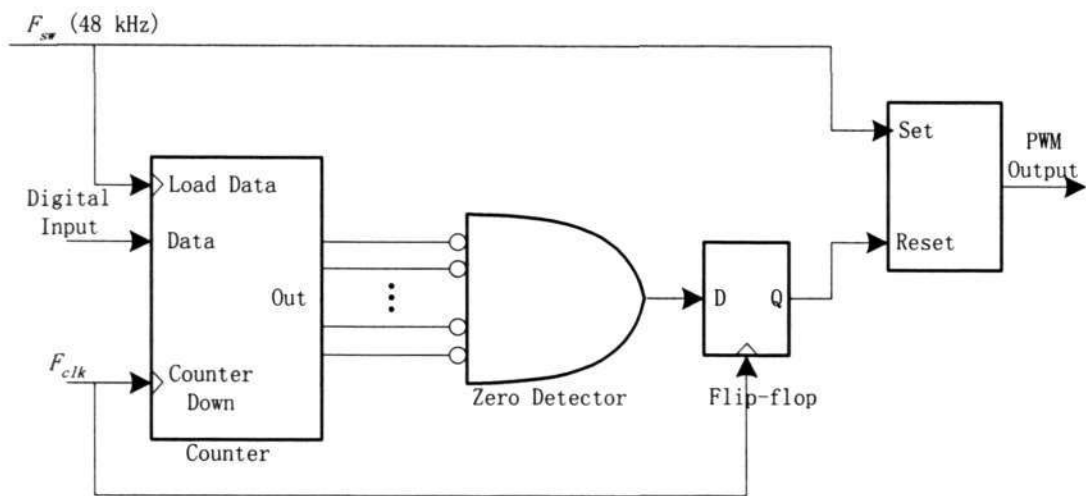 F_sw (48 kHz)
Set
PWM
Output
Reset
Load Data
Digital
Input
Data
Out
D Q
F_clk
Counter
Down
Zero Detector
Flip-flop
Counter